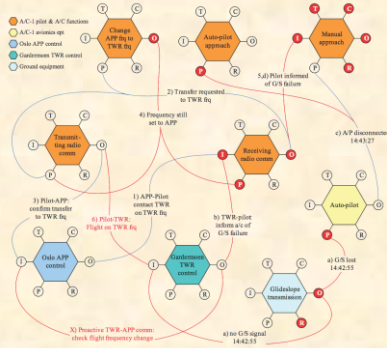 A/C-1 pilot & A/C functions
A/C-1 avionics opt
Oslo APP control
Gardermoen TWR control
Ground equipment
T C
I Change APP frq to TWR frq O
P R
T C
I Auto-pilot approach O
P R
T C
I Manual approach O
P R
2) Transfer requested
to TWR frq
4) Frequency still
set to APP
5,d) Pilot informed
of G/S failure
c) A/P disconnected
14:43:27
T C
I Transmit-ting radio comm O
P R
T C
I Receiving radio comm O
P R
3) Pilot-APP:
confirm transfer
to TWR frq
1) APP-Pilot
contact TWR
on TWR frq
6) Pilot-TWR:
Flight on TWR frq
b) TWR-pilot
inform a/c of
G/S failure
T C
I Auto-pilot O
P R
T C
I Oslo APP control O
P R
T C
I Gardermoen TWR control O
P R
a) G/S lost
14:42:55
T C
I Glideslope transmission O
P R
X) Proactive TWR-APP comm:
check flight frequency change
a) no G/S signal
14:42:55